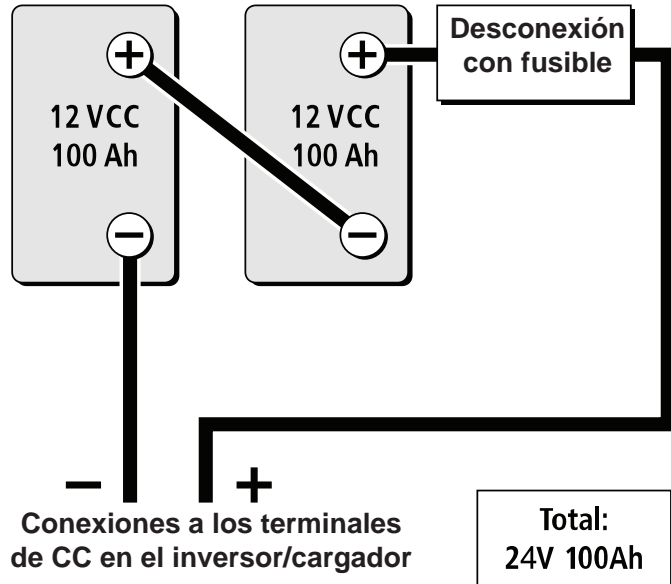 Desconexión
con fusible
+
+
12 VCC
100 Ah
12 VCC
100 Ah
−
−
− +
Conexiones a los terminales
de CC en el inversor/cargador
Total:
24V 100Ah